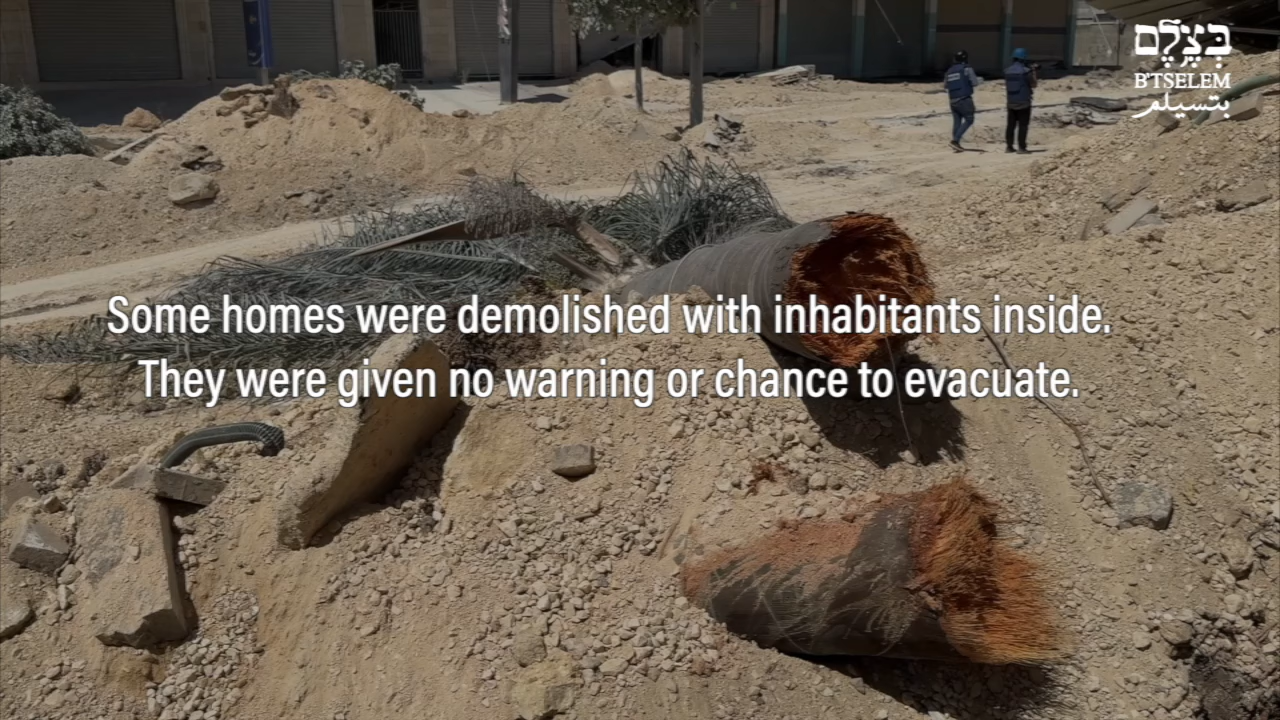 בצלם
B'TSELEM
بتسيلم
Some homes were demolished with inhabitants inside.
They were given no warning or chance to evacuate.